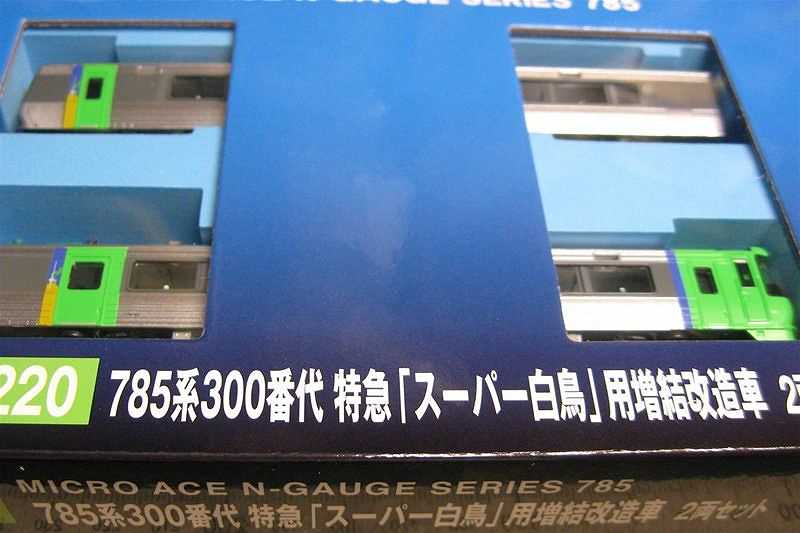 N-GAUGE SERIES 785
220 785系300番代 特急「スーパー白鳥」用増結改造車 2両
MICRO ACE N-GAUGE SERIES 785
785系300番代 特急「スーパー白鳥」用増結改造車 2両セット